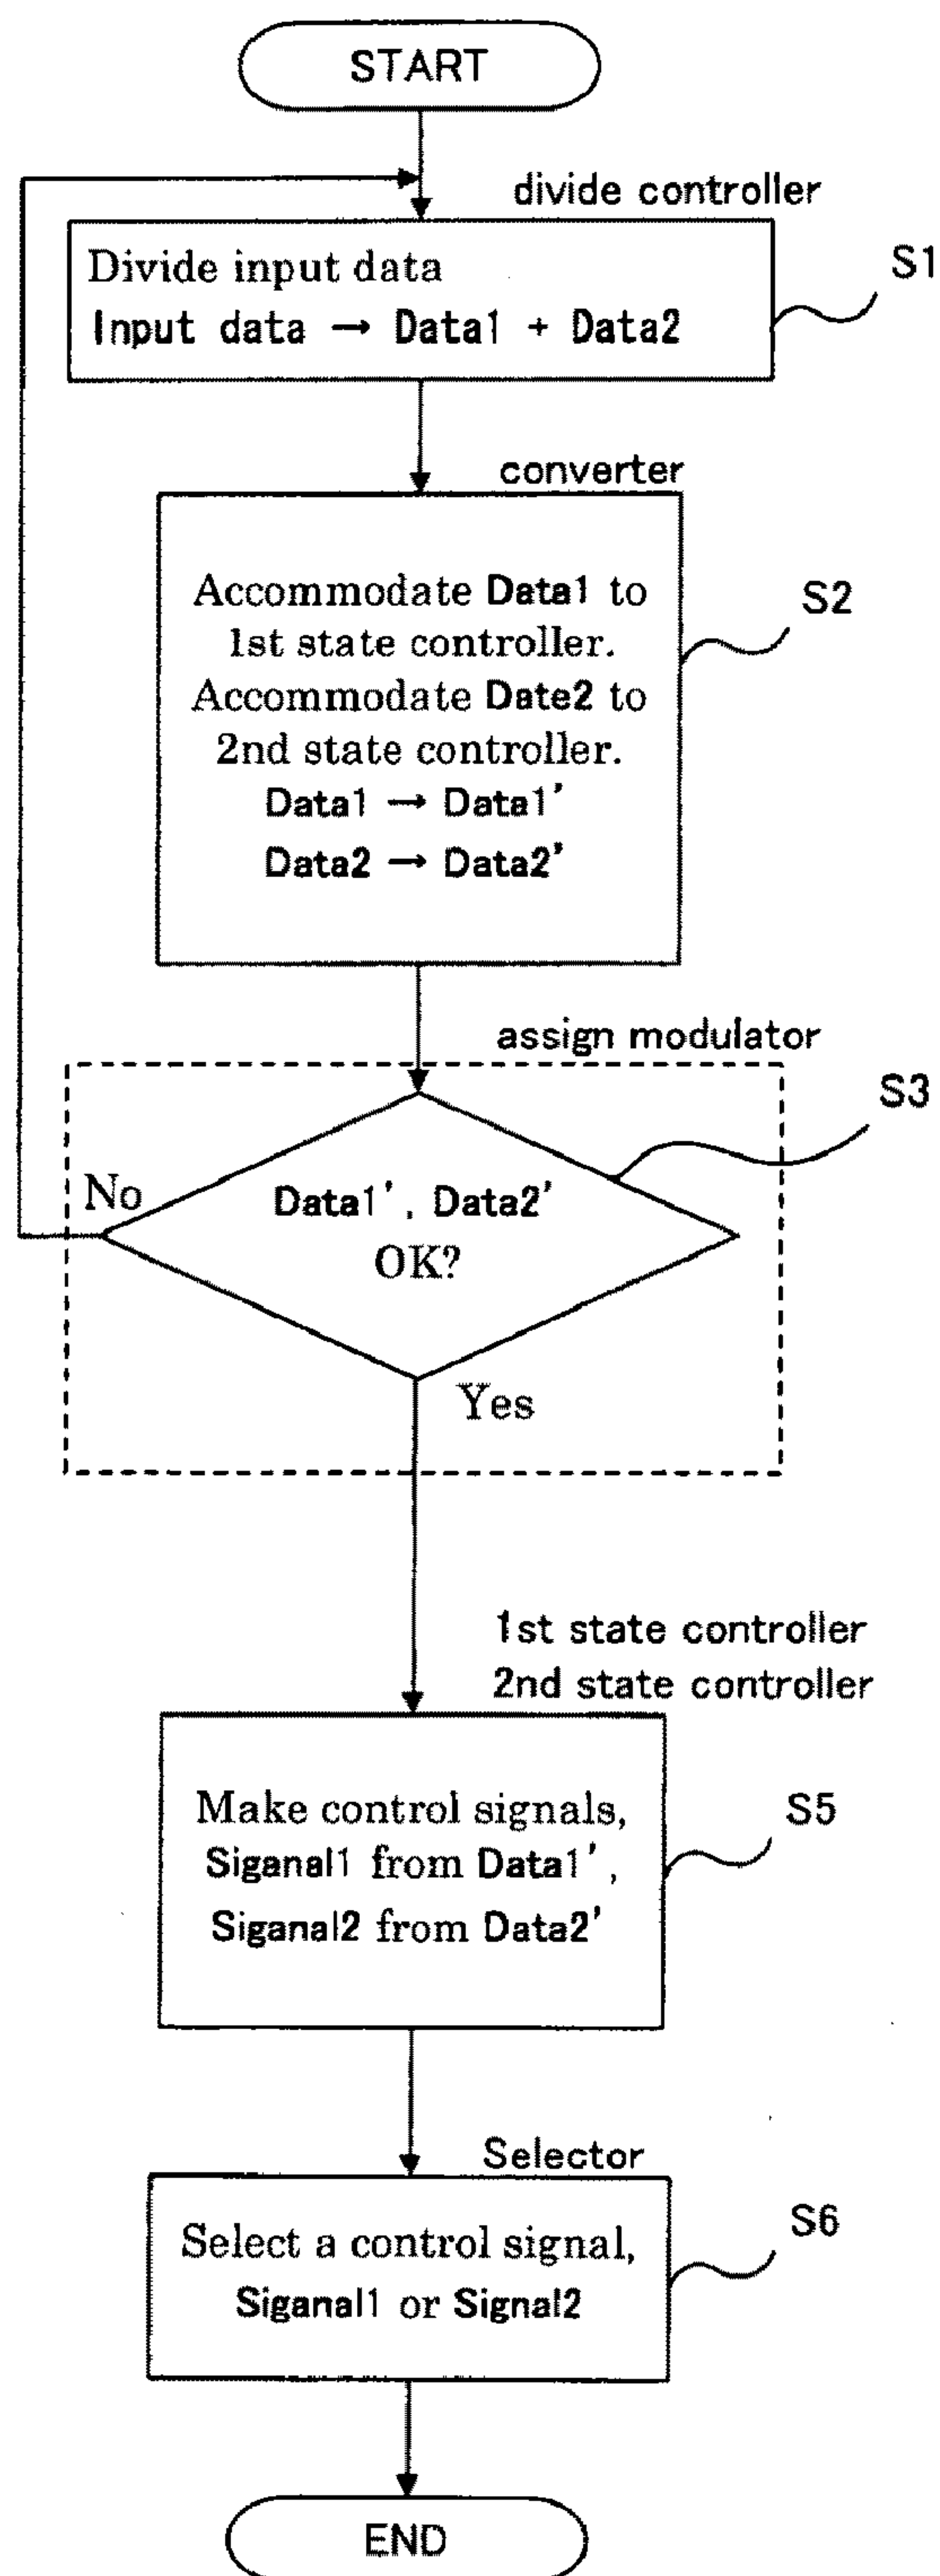 START
divide controller
Divide input data
S1
Input data → Data1 + Data2
converter
Accommodate Data1 to
S2
1st state controller.
Accommodate Date2 to
2nd state controller.
Data1 → Data1'
Data2 → Data2'
assign modulator
S3
No
Data1', Data2'
OK?
Yes
1st state controller
2nd state controller
Make control signals,
S5
Siganal1 from Data1',
Siganal2 from Data2'
Selector
Select a control signal,
S6
Siganal1 or Signal2
END